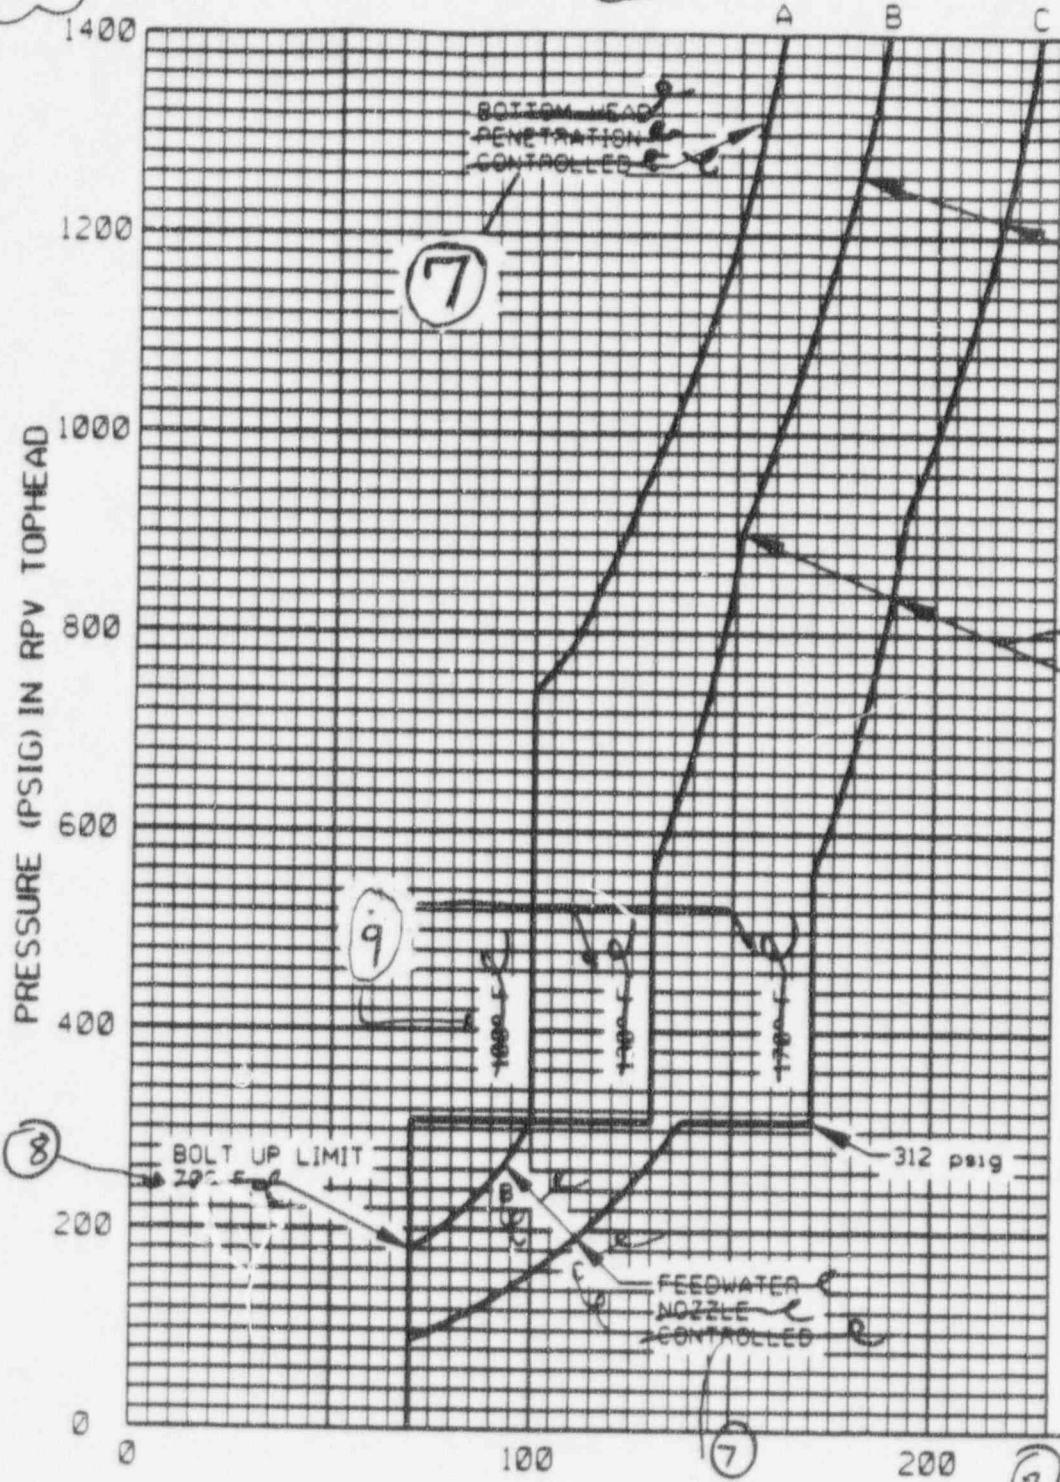 A B C
1400
BOTTOM HEAD
PENETRATION
CONTROLLED
1200
7
1000
PRESSURE (PSIG) IN RPV TOPHEAD
800
600
9
400
312 psig
8
BOLT UP LIMIT
200
B
C
FEEDWATER
NOZZLE
CONTROLLED
0
0 100 7 200